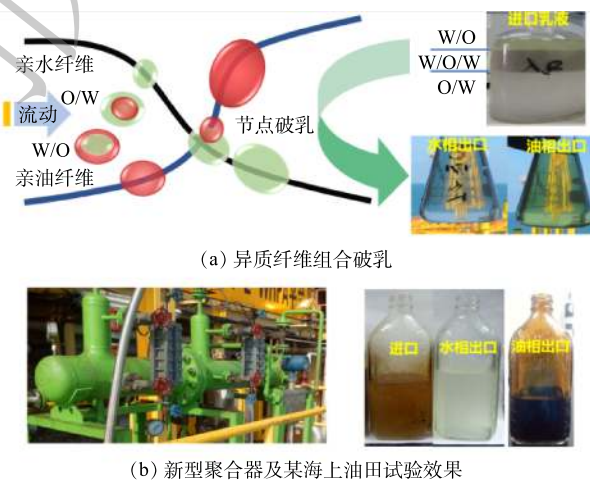 进口乳液
W/O
W/O/W
O/W
亲水纤维
O/W
流动
W/O
亲油纤维
节点破乳
水相出口
油相出口
(a) 异质纤维组合破乳
进口
水相出口
油相出口
(b) 新型聚合器及某海上油田试验效果